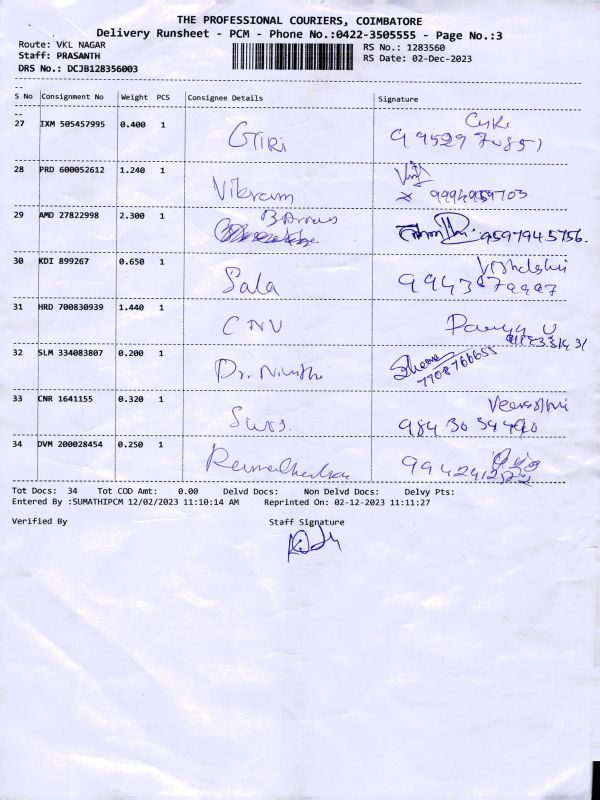 THE PROFESSIONAL COURIERS, COIMBATORE
Delivery Runsheet - PCM - Phone No.:0422-3505555 - Page No.:3
Route: VKL NAGAR
RS No.: 1283560
Staff: PRASANTH
RS Date: 02-Dec-2023
DRS No.: DCJB128356003
--
S No Consignment No Weight PCS Consignee Details Signature
--
27 IXM 505457995 0.400 1 GIRI
28 PRD 600052612 1.240 1 Vikram
9994959703
29 AMD 27822998 2.300 1
9597945756.
30 KDI 899267 0.650 1 Sala
31 HRD 700830939 1.440 1 CNU
32 SLM 334083807 0.200 1 Dr.
7708766655
33 CNR 1641155 0.320 1
34 DVM 200028454 0.250 1
Tot Docs: 34 Tot COD Amt: 0.00 Delvd Docs: Non Delvd Docs: Delvy Pts:
Entered By :SUMATHIPCM 12/02/2023 11:10:14 AM Reprinted On: 02-12-2023 11:11:27
Verified By Staff Signature